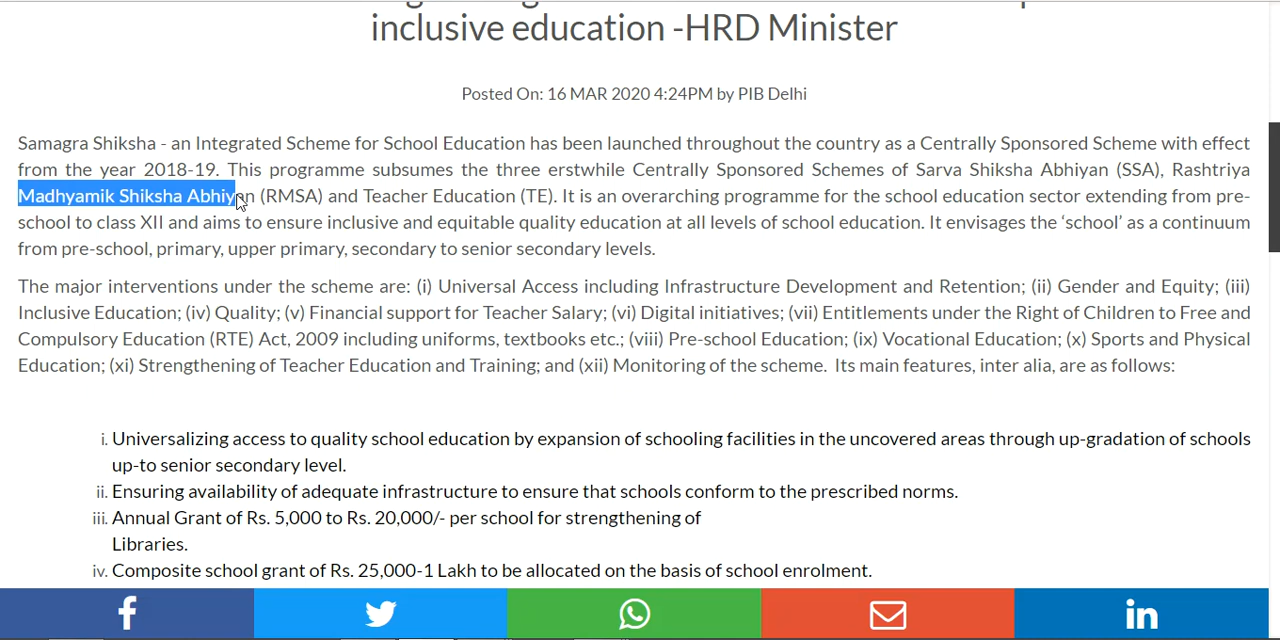 inclusive education -HRD Minister
Posted On: 16 MAR 2020 4:24PM by PIB Delhi
Samagra Shiksha - an Integrated Scheme for School Education has been launched throughout the country as a Centrally Sponsored Scheme with effect
from the year 2018-19. This programme subsumes the three erstwhile Centrally Sponsored Schemes of Sarva Shiksha Abhiyan (SSA), Rashtriya
Madhyamik Shiksha Abhiyan (RMSA) and Teacher Education (TE). It is an overarching programme for the school education sector extending from pre-
school to class XII and aims to ensure inclusive and equitable quality education at all levels of school education. It envisages the ‘school’ as a continuum
from pre-school, primary, upper primary, secondary to senior secondary levels.
The major interventions under the scheme are: (i) Universal Access including Infrastructure Development and Retention; (ii) Gender and Equity; (iii)
Inclusive Education; (iv) Quality; (v) Financial support for Teacher Salary; (vi) Digital initiatives; (vii) Entitlements under the Right of Children to Free and
Compulsory Education (RTE) Act, 2009 including uniforms, textbooks etc.; (viii) Pre-school Education; (ix) Vocational Education; (x) Sports and Physical
Education; (xi) Strengthening of Teacher Education and Training; and (xii) Monitoring of the scheme.  Its main features, inter alia, are as follows:
i. Universalizing access to quality school education by expansion of schooling facilities in the uncovered areas through up-gradation of schools
up-to senior secondary level.
ii. Ensuring availability of adequate infrastructure to ensure that schools conform to the prescribed norms.
iii. Annual Grant of Rs. 5,000 to Rs. 20,000/- per school for strengthening of
Libraries.
iv. Composite school grant of Rs. 25,000-1 Lakh to be allocated on the basis of school enrolment.